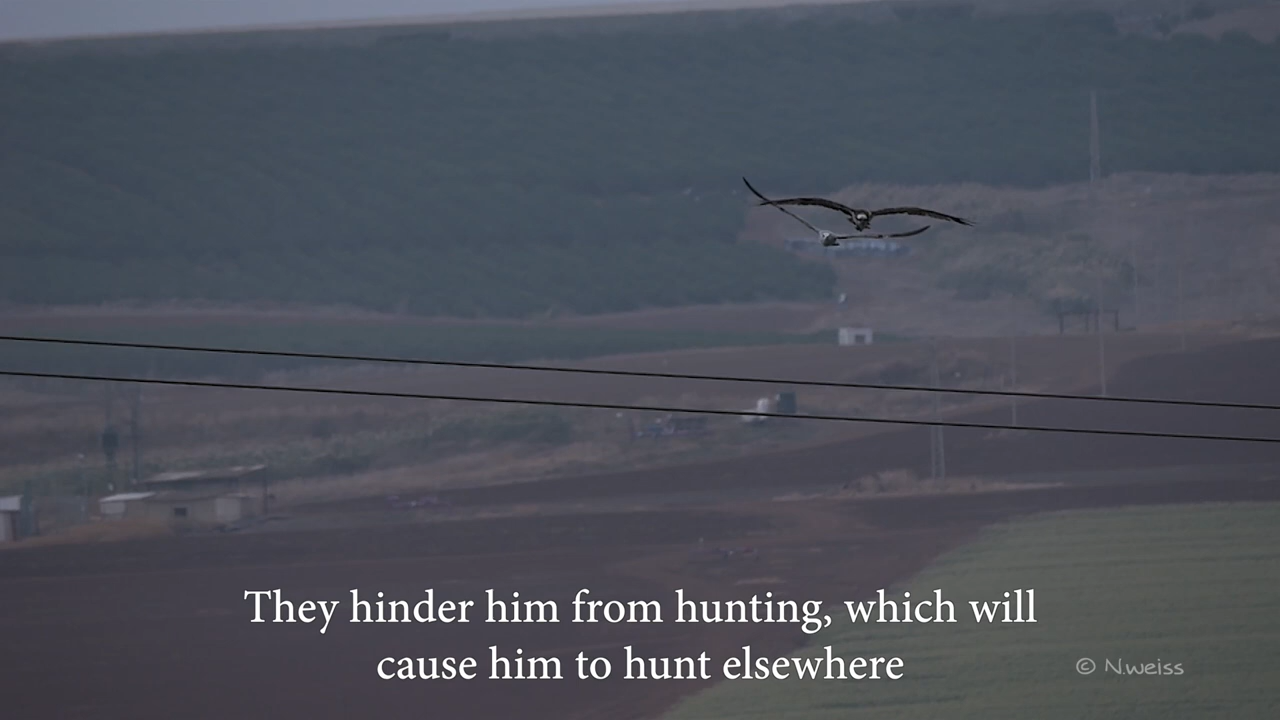 They hinder him from hunting, which will
cause him to hunt elsewhere
© N.weiss